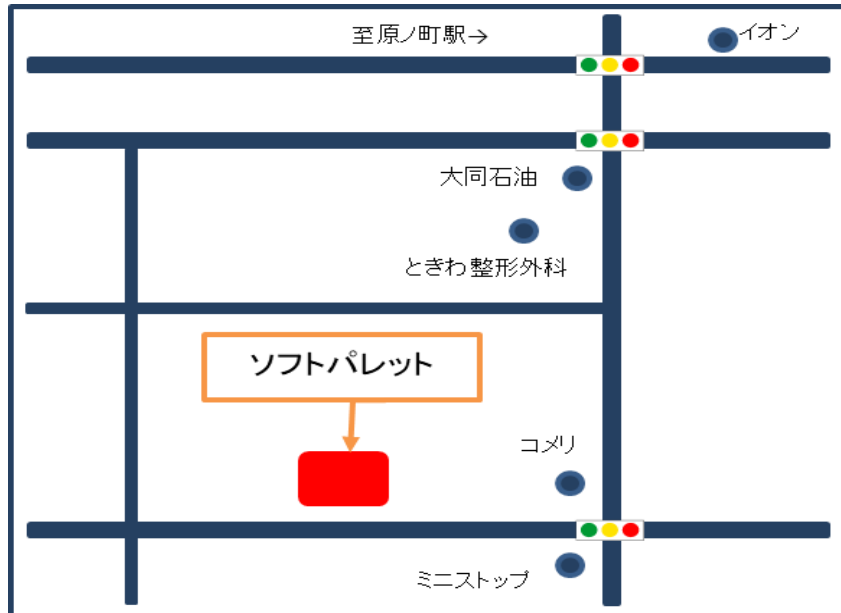 至原ノ町駅→
イオン
大同石油
ときわ整形外科
ソフトパレット
コメリ
ミニストップ